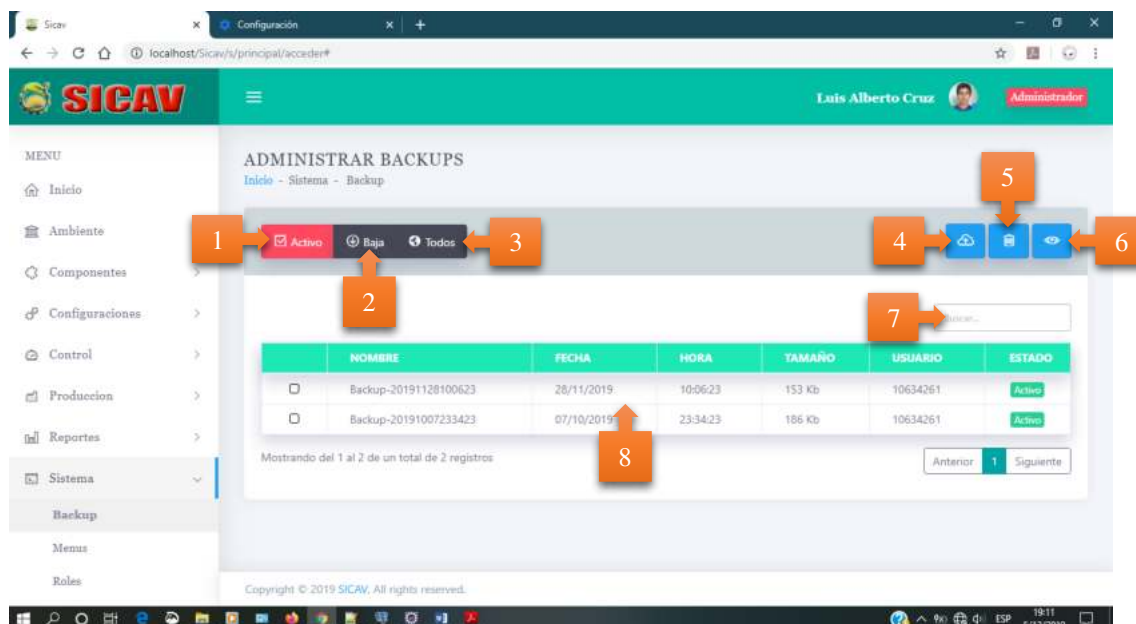 Sicav
Configuración
localhost/Sicav/s/principal/acceder#
SICAV
Luis Alberto Cruz
Administrador
MENU
Inicio
Ambiente
Componentes
Configuraciones
Control
Produccion
Reportes
Sistema
Backup
Menus
Roles
ADMINISTRAR BACKUPS
Inicio - Sistema - Backup
5
1 Activo Baja Todos 3
4 6
2
7 Buscar...
NOMBRE FECHA HORA TAMAÑO USUARIO ESTADO
Backup-20191128100623 28/11/2019 10:06:23 153 Kb 10634261 Activo
Backup-20191007233423 07/10/2019 23:34:23 186 Kb 10634261 Activo
8
Mostrando del 1 al 2 de un total de 2 registros
Anterior 1 Siguiente
Copyright © 2019 SICAV, All rights reserved.
ESP 19:11